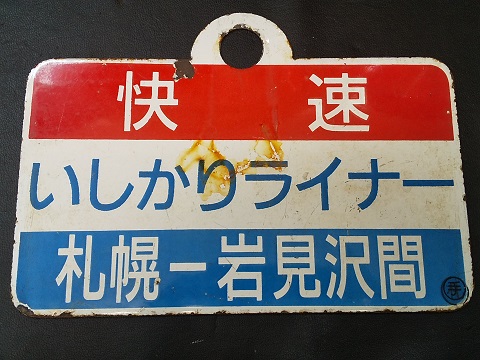 快速
いしかりライナー
札幌ー岩見沢間